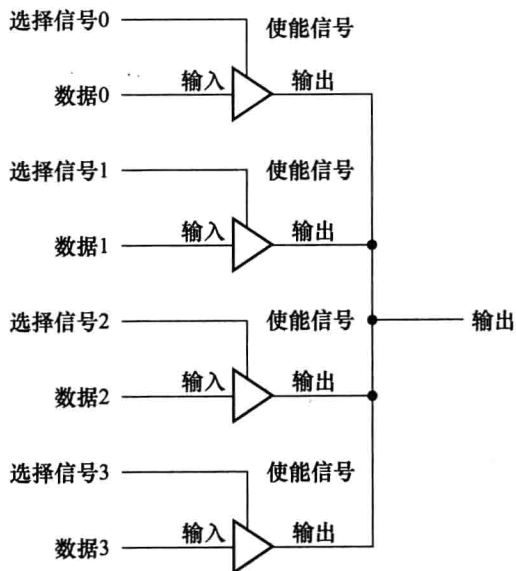 选择信号0
使能信号
数据0 输入 输出
选择信号1
使能信号
数据1 输入 输出
选择信号2
使能信号
输出
数据2 输入 输出
选择信号3
使能信号
数据3 输入 输出